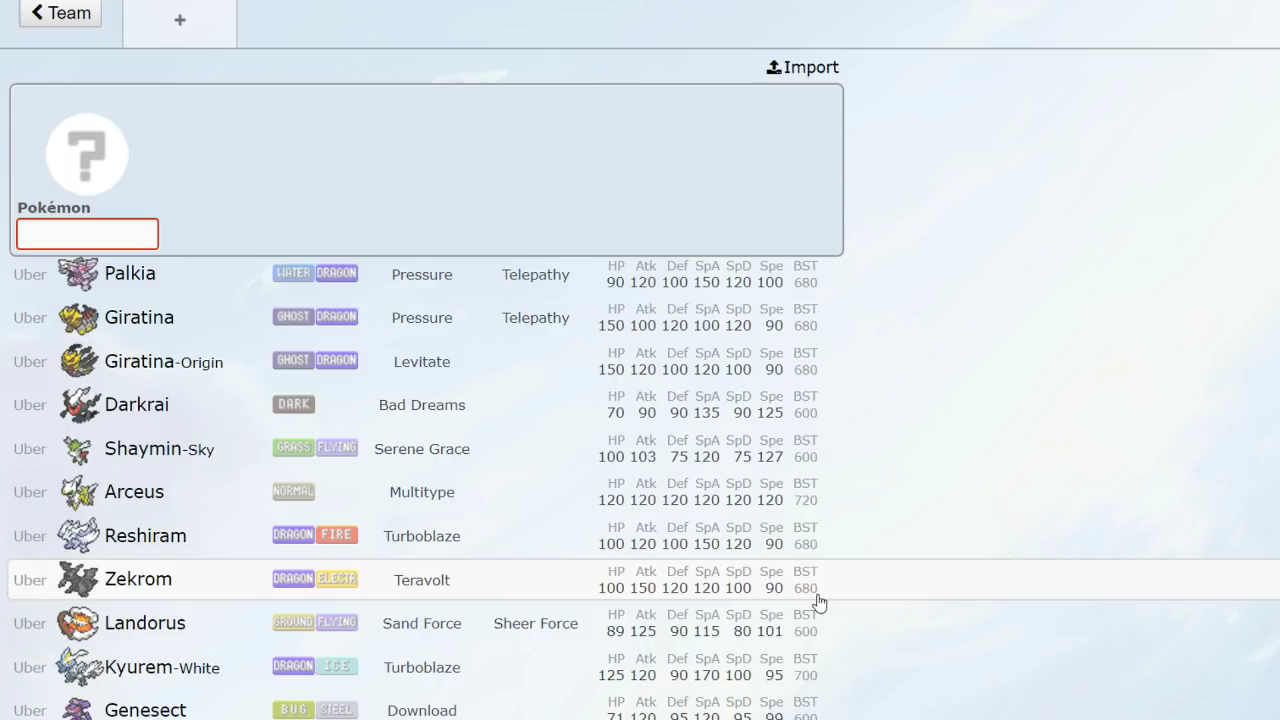 Team
+
Import
?
Pokémon
Uber Palkia WATER DRAGON Pressure Telepathy HP 90 Atk 120 Def 100 SpA 150 SpD 120 Spe 100 BST 680
Uber Giratina GHOST DRAGON Pressure Telepathy HP 150 Atk 100 Def 120 SpA 100 SpD 120 Spe 90 BST 680
Uber Giratina-Origin GHOST DRAGON Levitate HP 150 Atk 120 Def 100 SpA 120 SpD 100 Spe 90 BST 680
Uber Darkrai DARK Bad Dreams HP 70 Atk 90 Def 90 SpA 135 SpD 90 Spe 125 BST 600
Uber Shaymin-Sky GRASS FLYING Serene Grace HP 100 Atk 103 Def 75 SpA 120 SpD 75 Spe 127 BST 600
Uber Arceus NORMAL Multitype HP 120 Atk 120 Def 120 SpA 120 SpD 120 Spe 120 BST 720
Uber Reshiram DRAGON FIRE Turboblaze HP 100 Atk 120 Def 100 SpA 150 SpD 120 Spe 90 BST 680
Uber Zekrom DRAGON ELECTR Teravolt HP 100 Atk 150 Def 120 SpA 120 SpD 100 Spe 90 BST 680
Uber Landorus GROUND FLYING Sand Force Sheer Force HP 89 Atk 125 Def 90 SpA 115 SpD 80 Spe 101 BST 600
Uber Kyurem-White DRAGON ICE Turboblaze HP 125 Atk 120 Def 90 SpA 170 SpD 100 Spe 95 BST 700
Uber Genesect BUG STEEL Download HP 71 Atk 120 Def 95 SpA 120 SpD 95 Spe 99 BST 600